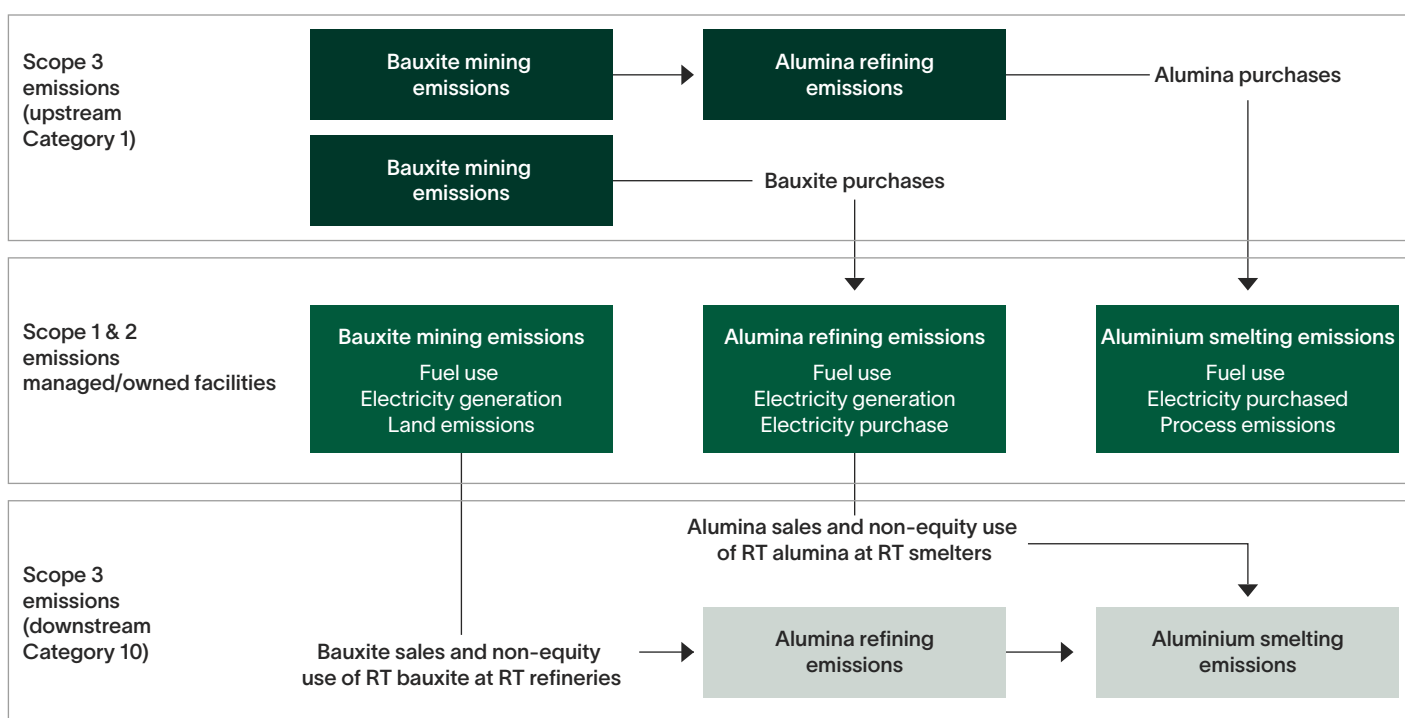 Scope 3
emissions
(upstream
Category 1)
Bauxite mining
emissions
Alumina refining
emissions
Alumina purchases
Bauxite mining
emissions
Bauxite purchases
Scope 1 & 2
emissions
managed/owned facilities
Bauxite mining emissions
Fuel use
Electricity generation
Land emissions
Alumina refining emissions
Fuel use
Electricity generation
Electricity purchase
Aluminium smelting emissions
Fuel use
Electricity purchased
Process emissions
Scope 3
emissions
(downstream
Category 10)
Alumina sales and non-equity use
of RT alumina at RT smelters
Bauxite sales and non-equity
use of RT bauxite at RT refineries
Alumina refining
emissions
Aluminium smelting
emissions